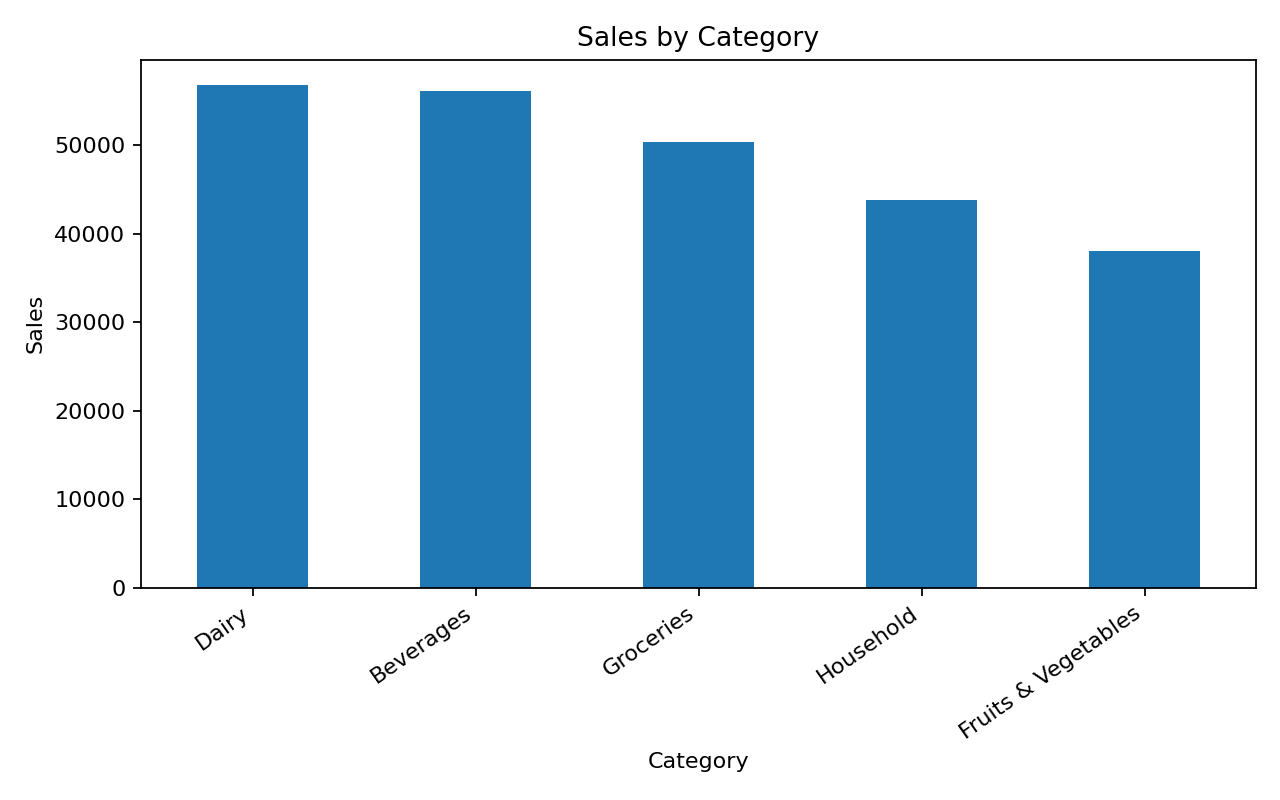 Sales by Category
50000
40000
30000
20000
10000
0
Sales
Dairy
Beverages
Groceries
Household
Fruits & Vegetables
Category